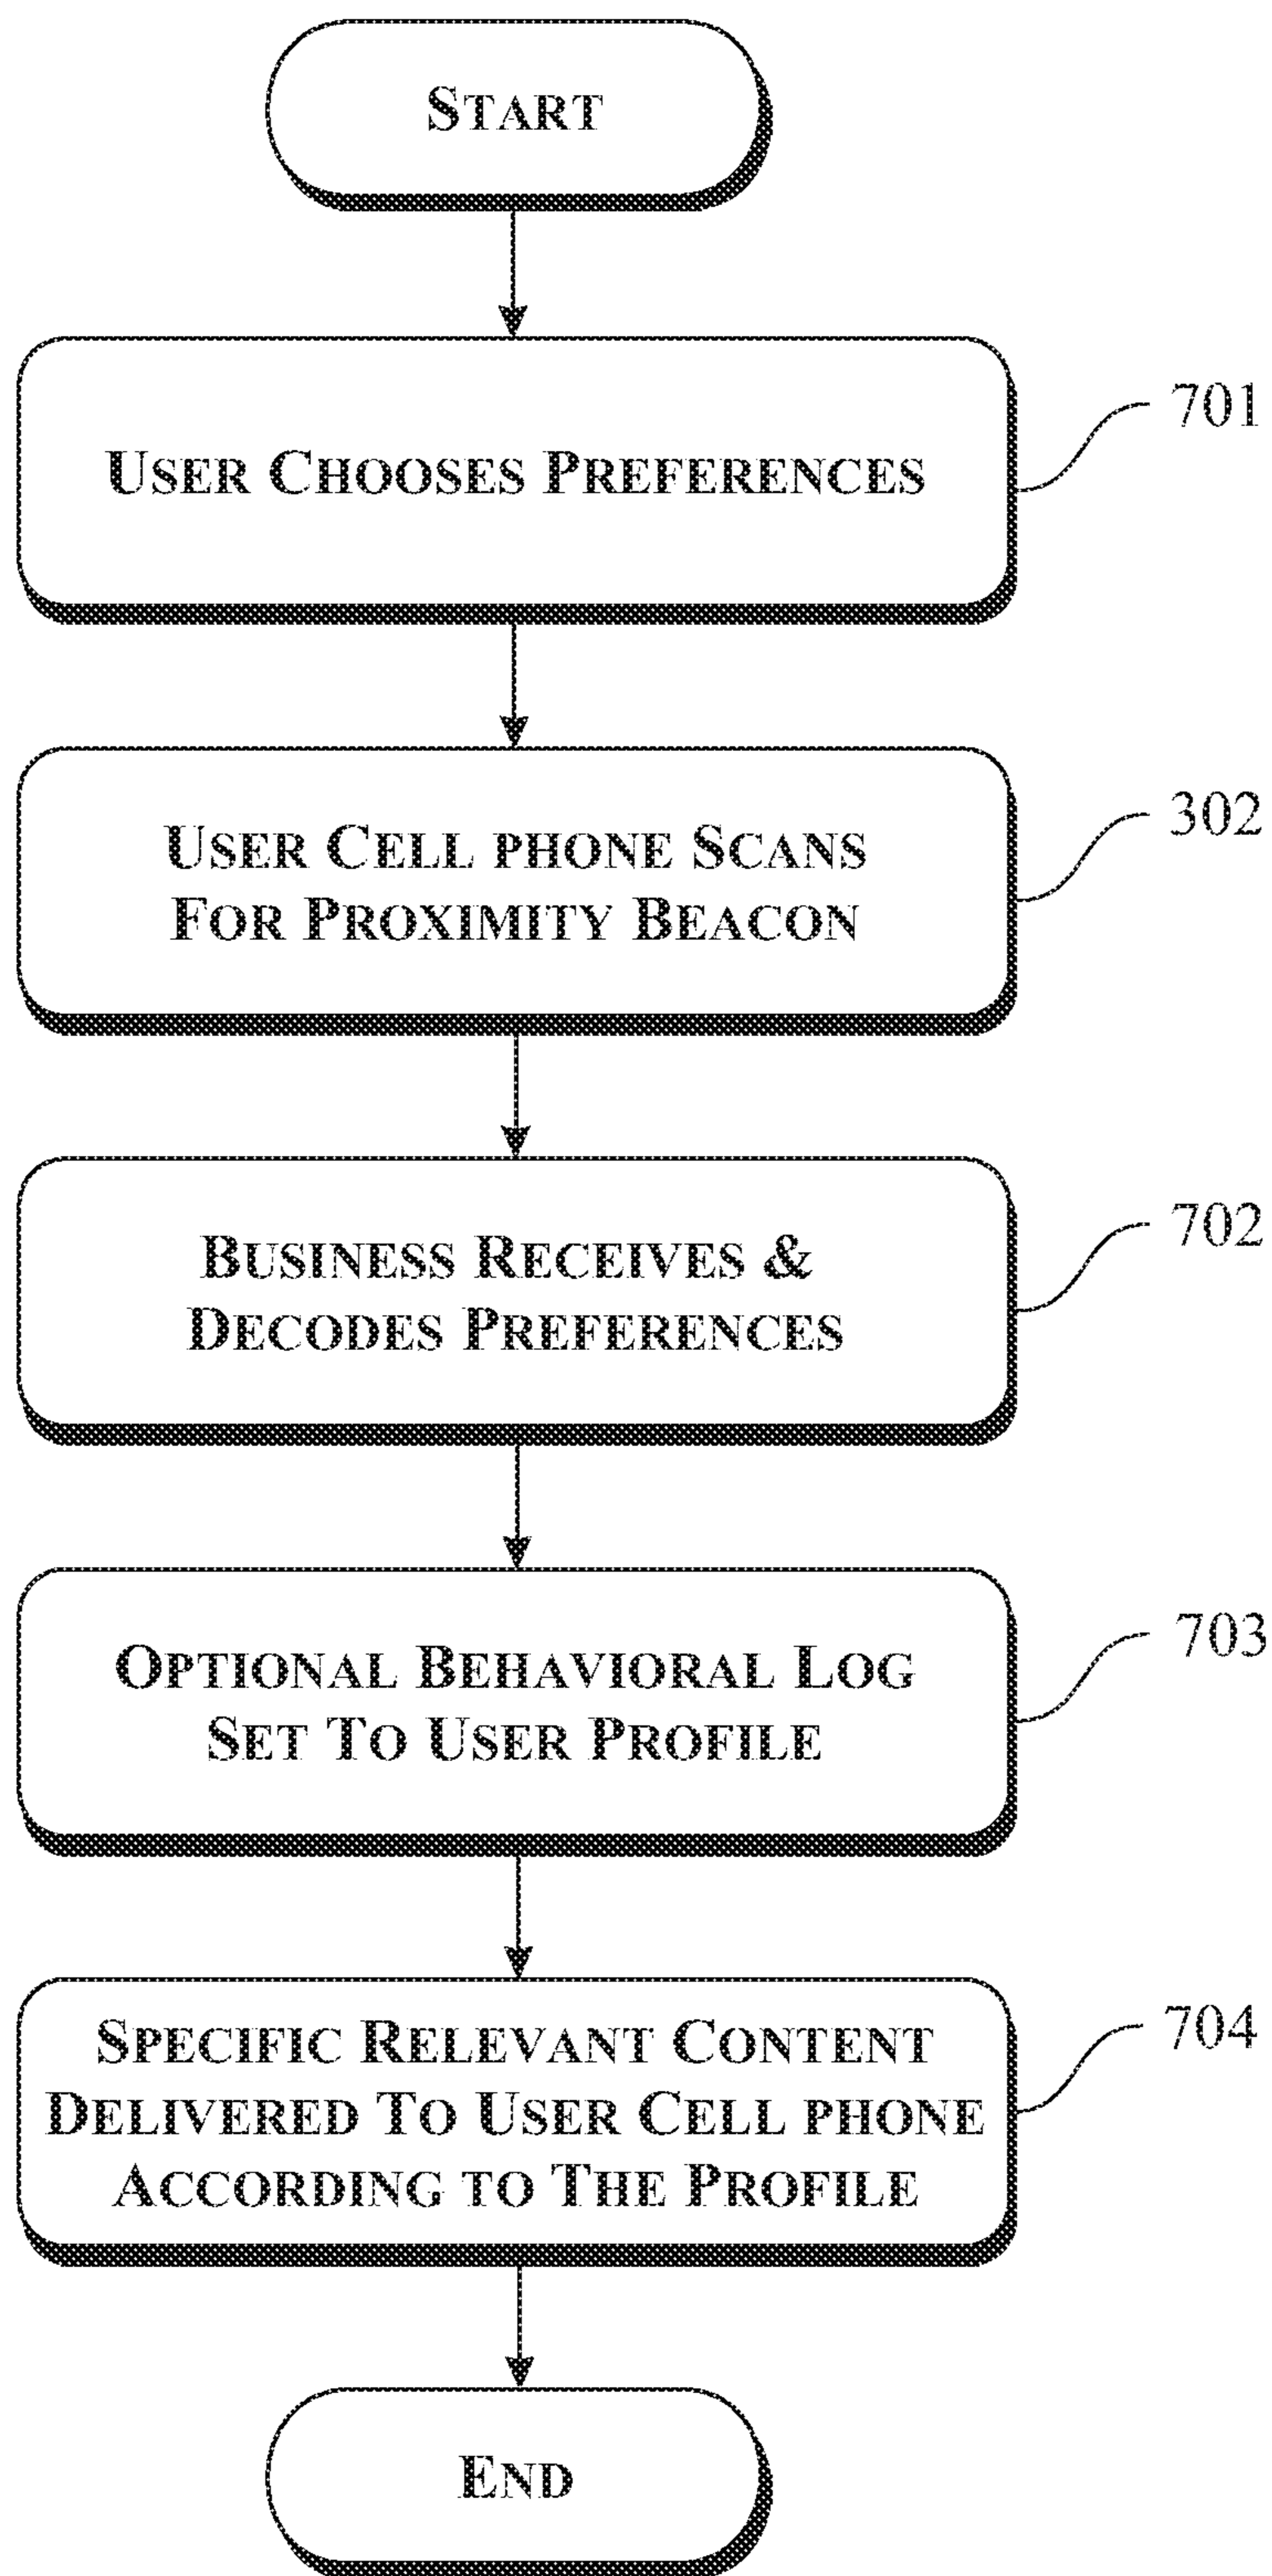 START
USER CHOOSES PREFERENCES
701
USER CELL PHONE SCANS
FOR PROXIMITY BEACON
302
BUSINESS RECEIVES &
DECODES PREFERENCES
702
OPTIONAL BEHAVIORAL LOG
SET TO USER PROFILE
703
SPECIFIC RELEVANT CONTENT
DELIVERED TO USER CELL PHONE
ACCORDING TO THE PROFILE
704
END